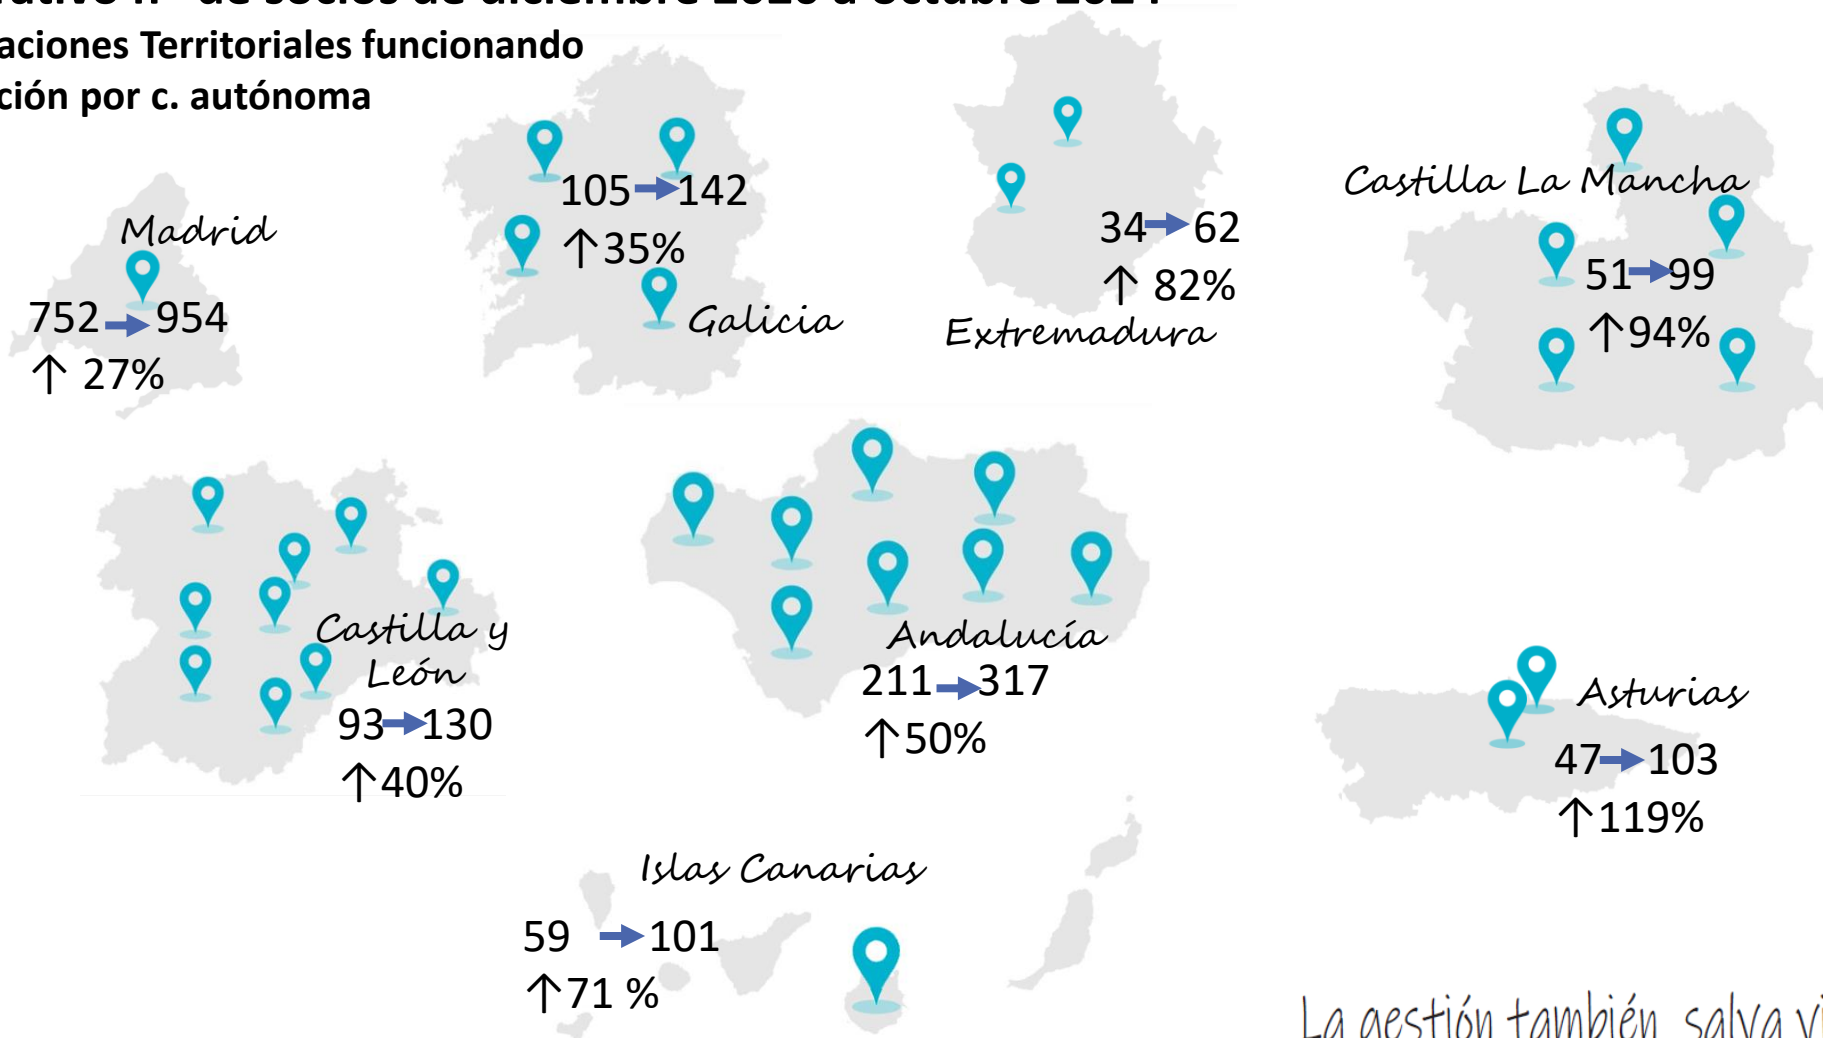 aciones Territoriales funcionando
ción por c. autónoma
Madrid
752 → 954
↑ 27%
105 → 142
↑35%
Galicia
34 → 62
↑ 82%
Extremadura
Castilla La Mancha
51 → 99
↑94%
Castilla y
León
93 → 130
↑40%
Andalucía
211 → 317
↑50%
Asturias
47 → 103
↑119%
Islas Canarias
59 → 101
↑71 %
La gestión también salva